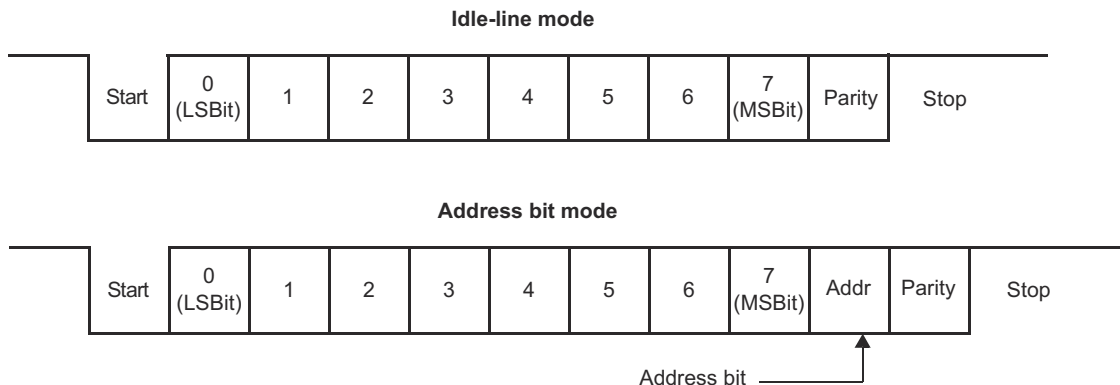 Idle-line mode
Start 0 (LSBit) 1 2 3 4 5 6 7 (MSBit) Parity Stop
Address bit mode
Start 0 (LSBit) 1 2 3 4 5 6 7 (MSBit) Addr Parity Stop
Address bit